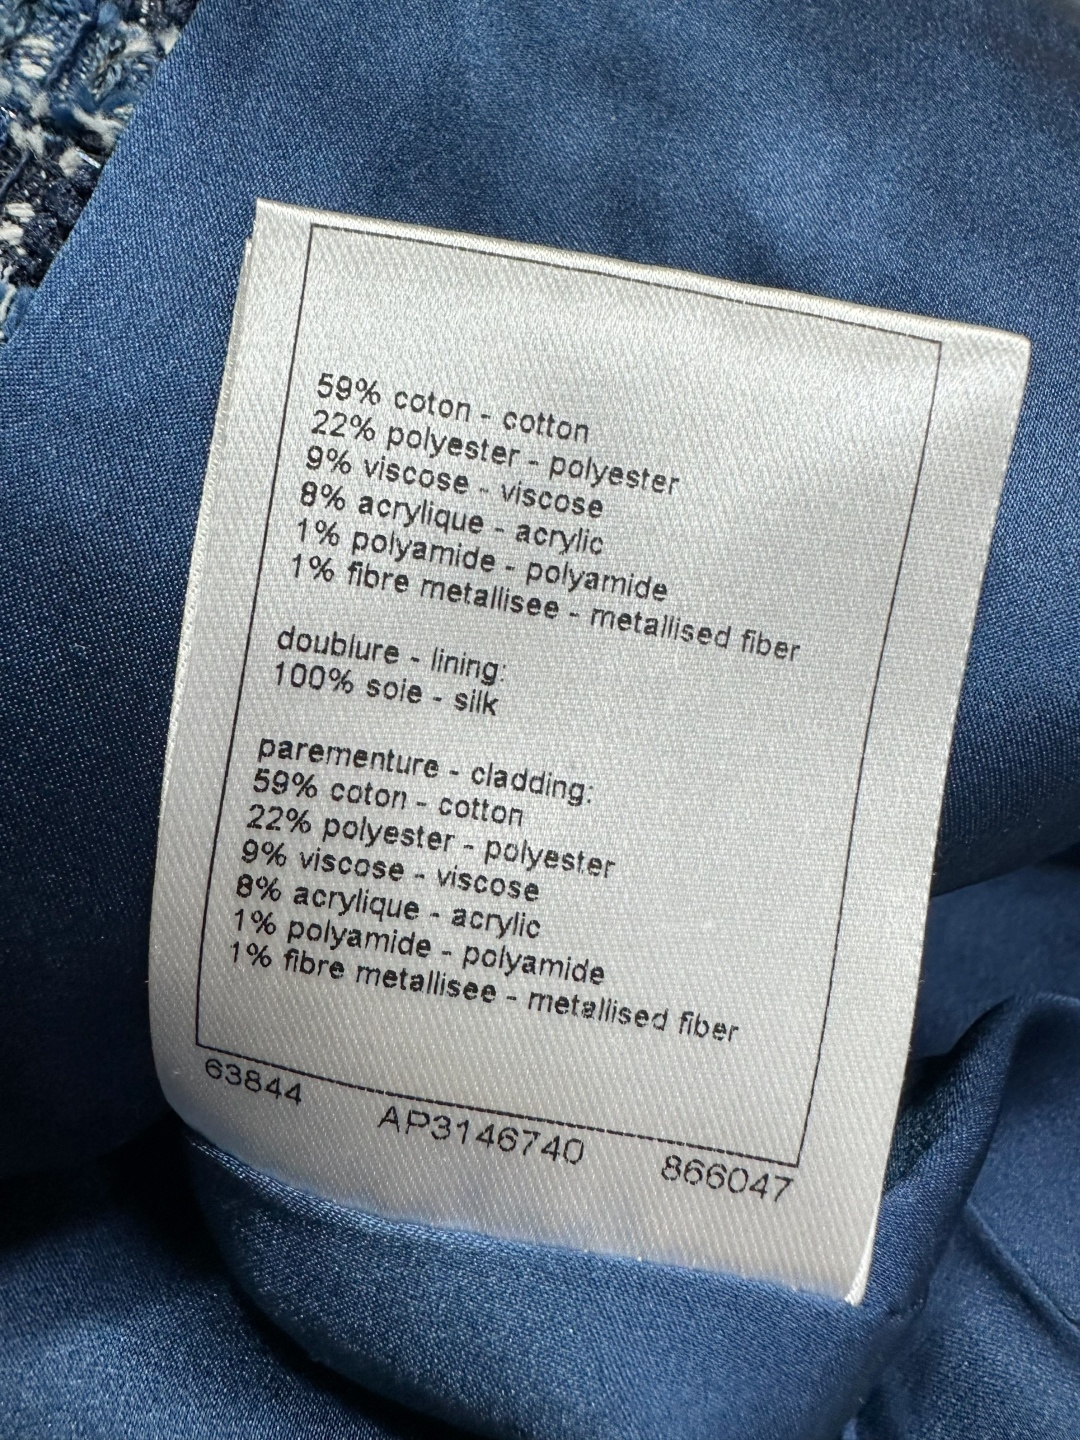 59% coton - cotton
22% polyester - polyester
9% viscose - viscose
8% acrylique - acrylic
1% polyamide - polyamide
1% fibre metallisee - metallised fiber
doublure - lining:
100% soie - silk
parementure - cladding:
59% coton - cotton
22% polyester - polyester
9% viscose - viscose
8% acrylique - acrylic
1% polyamide - polyamide
1% fibre metallisee - metallised fiber
63844 AP3146740 866047